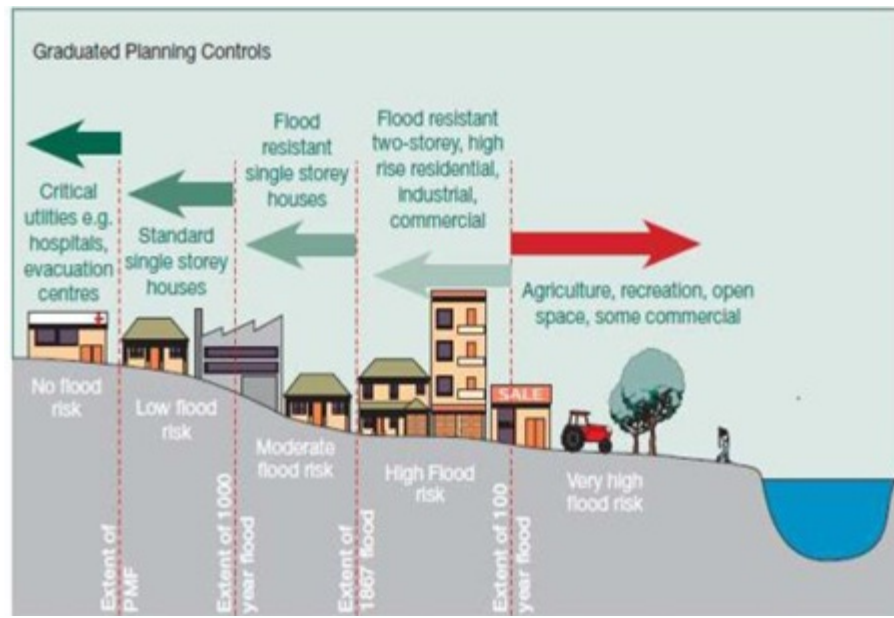 Graduated Planning Controls
Critical
utilities e.g.
hospitals,
evacuation
centres
Standard
single storey
houses
Flood
resistant
single storey
houses
Flood resistant
two-storey, high
rise residential,
industrial,
commercial
Agriculture, recreation, open
space, some commercial
SALE
No flood
risk
Low flood
risk
Moderate
flood risk
High Flood
risk
Very high
flood risk
Extent of
PMF
Extent of 1000
year flood
Extent of
1867 flood
Extent of 100
year flood